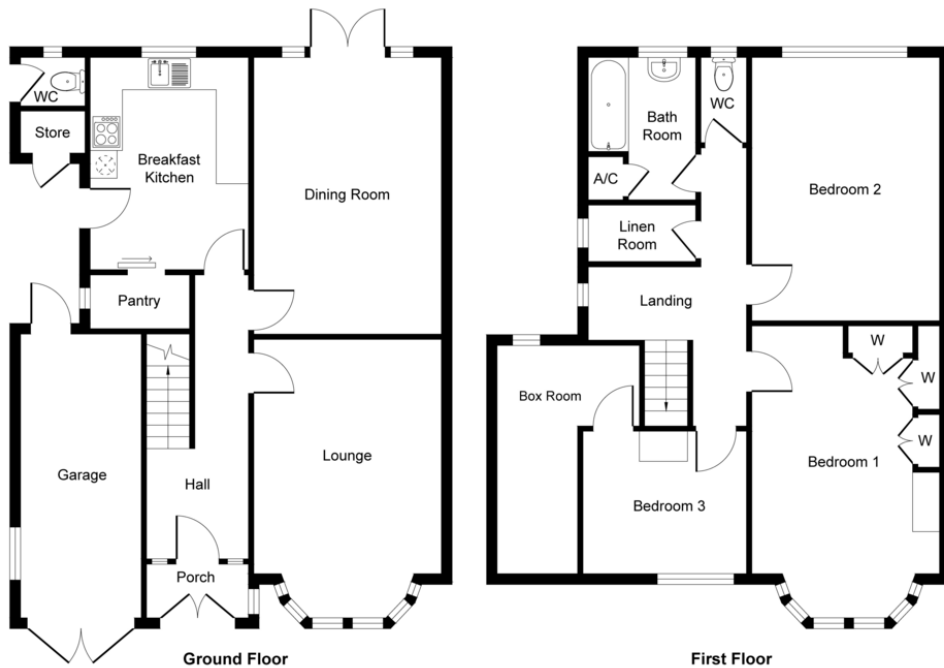 WC
Store
Breakfast
Kitchen
Dining Room
Pantry
Garage
Hall
Lounge
Porch
Ground Floor
Bath
Room
WC
A/C
Linen
Room
Bedroom 2
Landing
W
W
W
Box Room
Bedroom 1
Bedroom 3
First Floor